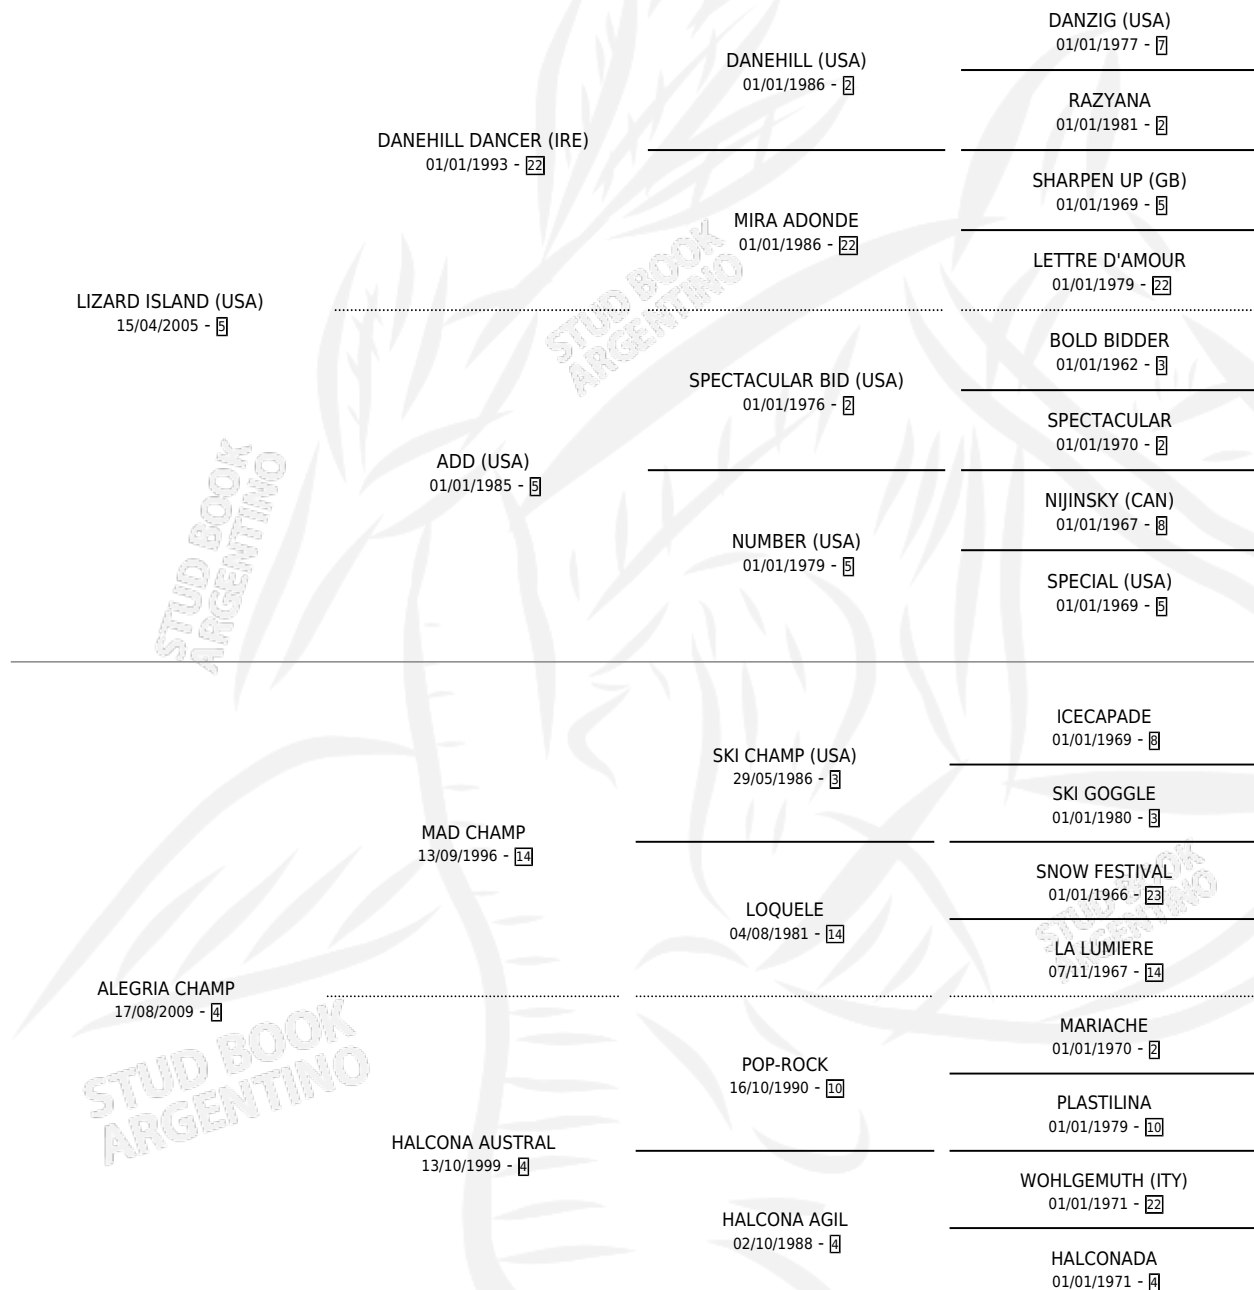 DANZIG (USA)
01/01/1977 - 7
DANEHILL (USA)
01/01/1986 - 2
RAZYANA
01/01/1981 - 2
DANEHILL DANCER (IRE)
01/01/1993 - 22
SHARPEN UP (GB)
01/01/1969 - 5
MIRA ADONDE
01/01/1986 - 22
LETTRE D'AMOUR
01/01/1979 - 22
LIZARD ISLAND (USA)
15/04/2005 - 5
STUD BOOK
ARGENTINO
BOLD BIDDER
01/01/1962 - 3
SPECTACULAR BID (USA)
01/01/1976 - 2
SPECTACULAR
01/01/1970 - 2
ADD (USA)
01/01/1985 - 5
NIJINSKY (CAN)
01/01/1967 - 8
NUMBER (USA)
01/01/1979 - 5
SPECIAL (USA)
01/01/1969 - 5
STUD BOOK
ARGENTINO
ICECAPADE
01/01/1969 - 8
SKI CHAMP (USA)
29/05/1986 - 3
SKI GOGGLE
01/01/1980 - 3
MAD CHAMP
13/09/1996 - 14
SNOW FESTIVAL
01/01/1966 - 23
STUD BOOK
ARGENTINO
LOQUELE
04/08/1981 - 14
LA LUMIERE
07/11/1967 - 14
ALEGRIA CHAMP
17/08/2009 - 4
STUD BOOK
ARGENTINO
MARIACHE
01/01/1970 - 2
POP-ROCK
16/10/1990 - 10
PLASTILINA
01/01/1979 - 10
HALCONA AUSTRAL
13/10/1999 - 4
WOHLGEMUTH (ITY)
01/01/1971 - 22
HALCONA AGIL
02/10/1988 - 4
HALCONADA
01/01/1971 - 4